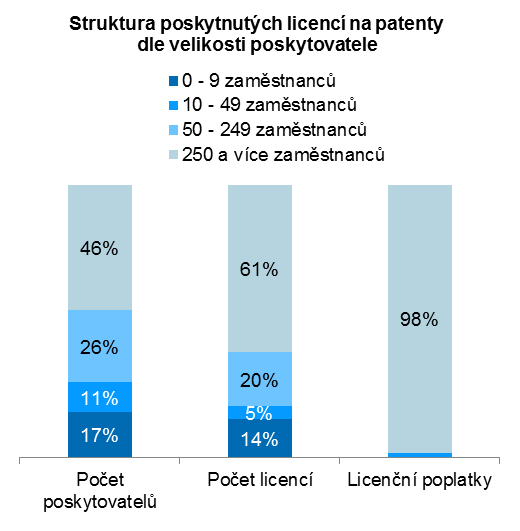 Struktura poskytnutých licencí na patenty
dle velikosti poskytovatele
0 - 9 zaměstnanců
10 - 49 zaměstnanců
50 - 249 zaměstnanců
250 a více zaměstnanců
46%
61%
98%
26%
20%
11%
5%
17%
14%
Počet
poskytovatelů
Počet licencí
Licenční poplatky